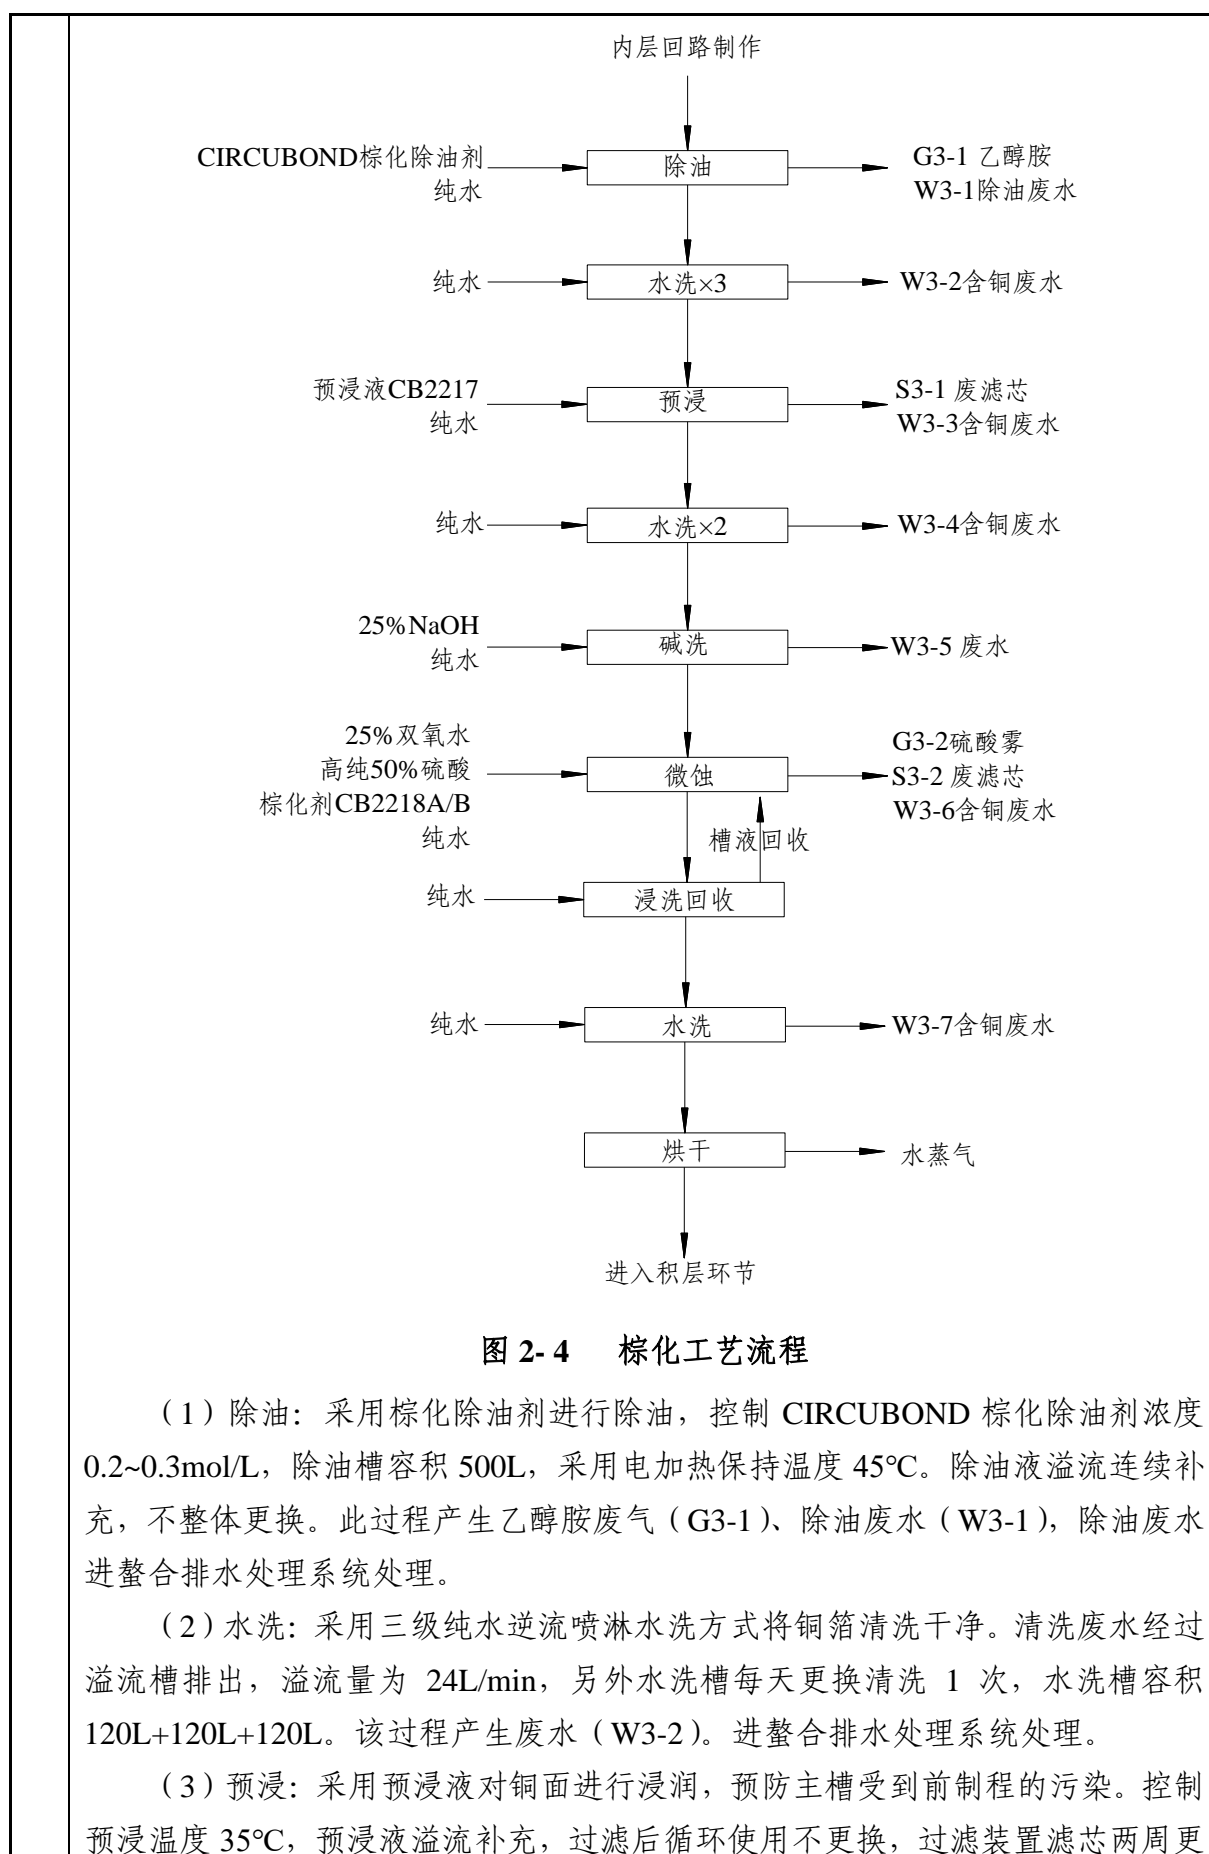 内层回路制作
CIRCUBOND棕化除油剂
纯水
除油
G3-1 乙醇胺
W3-1除油废水
纯水
水洗×3
W3-2含铜废水
预浸液CB2217
纯水
预浸
S3-1 废滤芯
W3-3含铜废水
纯水
水洗×2
W3-4含铜废水
25%NaOH
纯水
碱洗
W3-5 废水
25%双氧水
高纯50%硫酸
棕化剂CB2218A/B
纯水
微蚀
G3-2硫酸雾
S3-2 废滤芯
W3-6含铜废水
槽液回收
纯水
浸洗回收
纯水
水洗
W3-7含铜废水
烘干
水蒸气
进入积层环节
图 2- 4 棕化工艺流程
（1）除油：采用棕化除油剂进行除油，控制 CIRCUBOND 棕化除油剂浓度
0.2~0.3mol/L，除油槽容积 500L，采用电加热保持温度 45℃。除油液溢流连续补
充，不整体更换。此过程产生乙醇胺废气（G3-1）、除油废水（W3-1），除油废水
进螯合排水处理系统处理。
（2）水洗：采用三级纯水逆流喷淋水洗方式将铜箔清洗干净。清洗废水经过
溢流槽排出，溢流量为 24L/min，另外水洗槽每天更换清洗 1 次，水洗槽容积
120L+120L+120L。该过程产生废水（W3-2）。进螯合排水处理系统处理。
（3）预浸：采用预浸液对铜面进行浸润，预防主槽受到前制程的污染。控制
预浸温度 35℃，预浸液溢流补充，过滤后循环使用不更换，过滤装置滤芯两周更